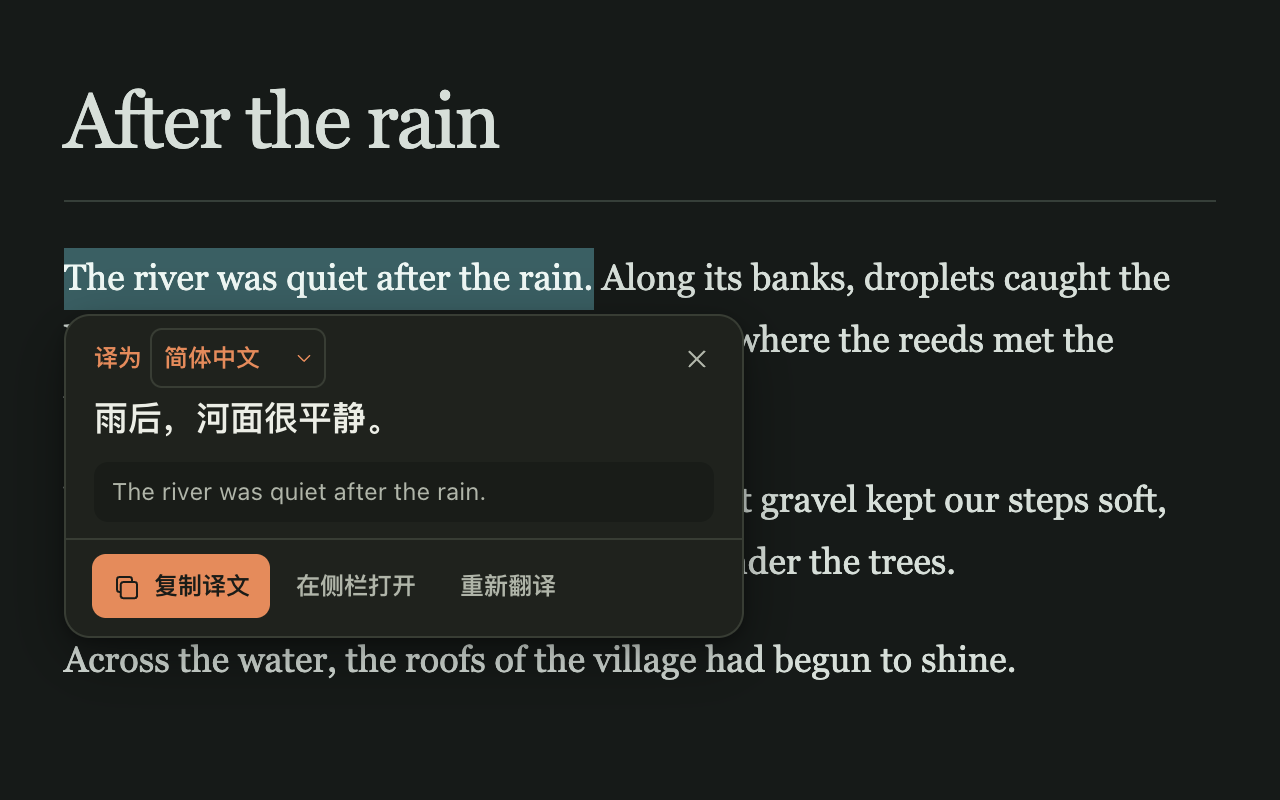 After the rain
The river was quiet after the rain. Along its banks, droplets caught the
where the reeds met the
译为 简体中文
雨后，河面很平静。
The river was quiet after the rain.
gravel kept our steps soft,
the trees.
复制译文 在侧栏打开 重新翻译
Across the water, the roofs of the village had begun to shine.